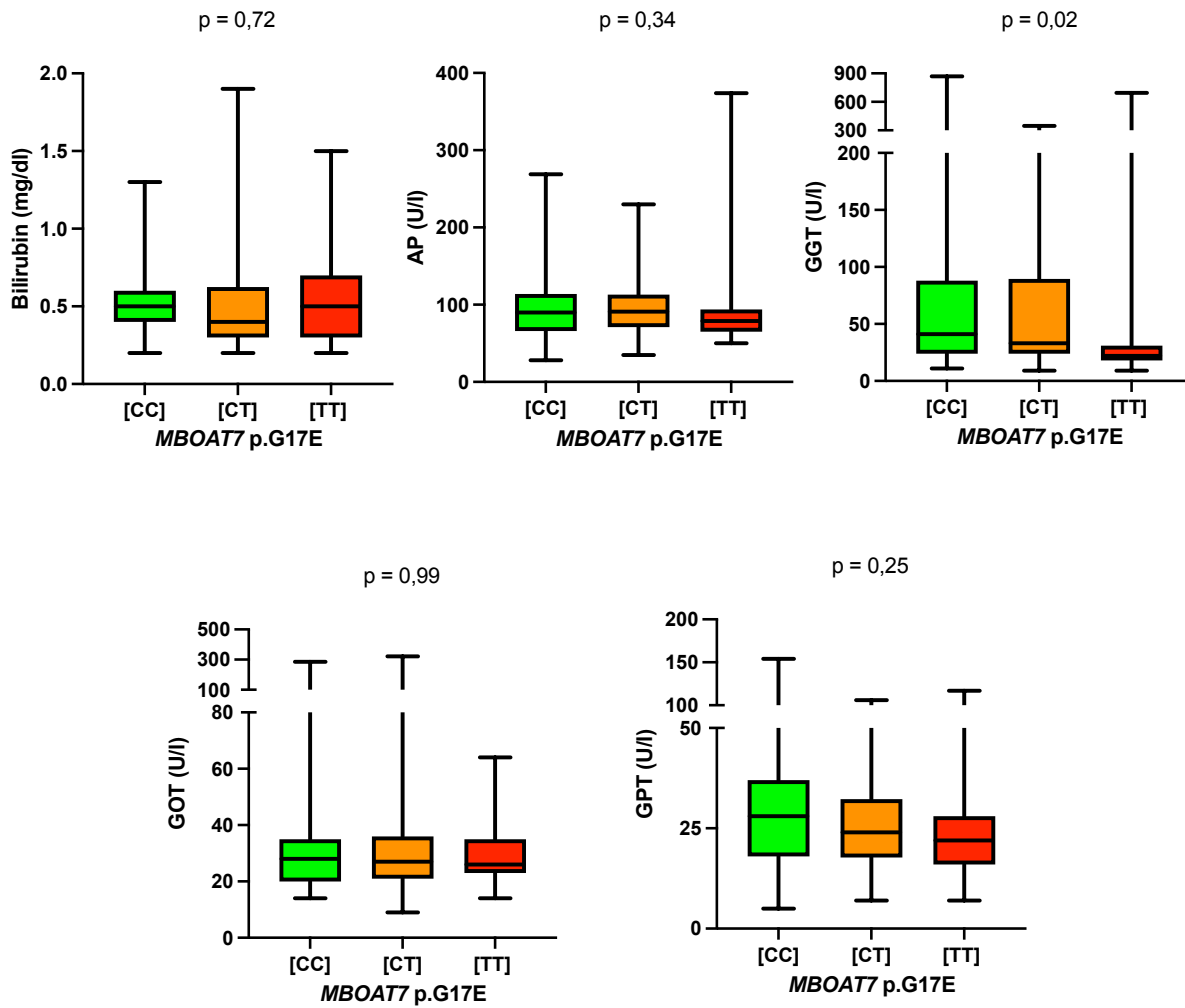 p = 0,72
p = 0,34
p = 0,02
2.0
1.5
1.0
0.5
0.0
Bilirubin (mg/dl)
[CC] [CT] [TT]
MBOAT7 p.G17E
400
300
200
100
0
AP (U/l)
[CC] [CT] [TT]
MBOAT7 p.G17E
900
600
300
200
150
100
50
0
GGT (U/l)
[CC] [CT] [TT]
MBOAT7 p.G17E
p = 0,99
p = 0,25
500
300
100
80
60
40
20
0
GOT (U/l)
[CC] [CT] [TT]
MBOAT7 p.G17E
200
150
100
50
25
0
GPT (U/l)
[CC] [CT] [TT]
MBOAT7 p.G17E